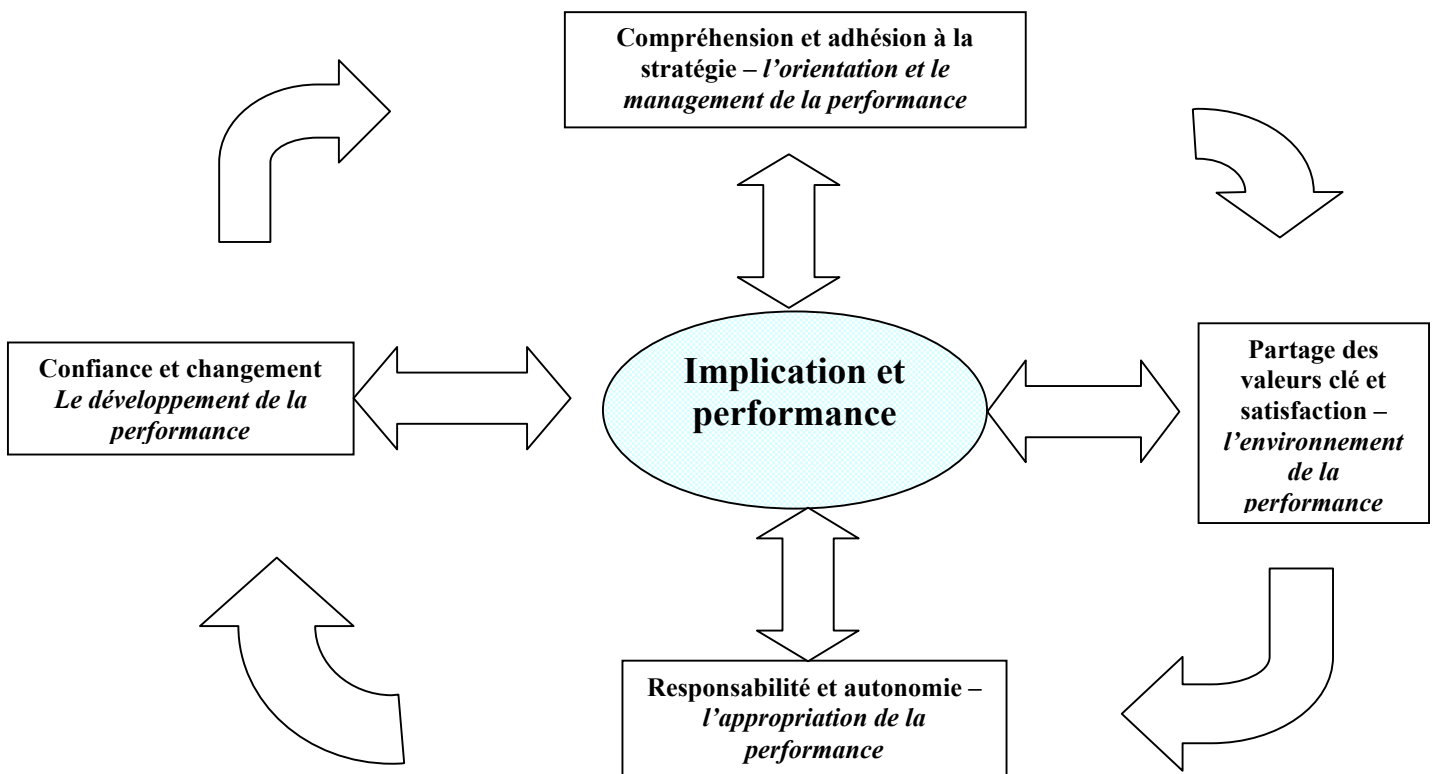 Compréhension et adhésion à la
stratégie – l’orientation et le
management de la performance
Confiance et changement
Le développement de la
performance
Implication et
performance
Partage des
valeurs clé et
satisfaction –
l’environnement
de la
performance
Responsabilité et autonomie –
l’appropriation de la
performance